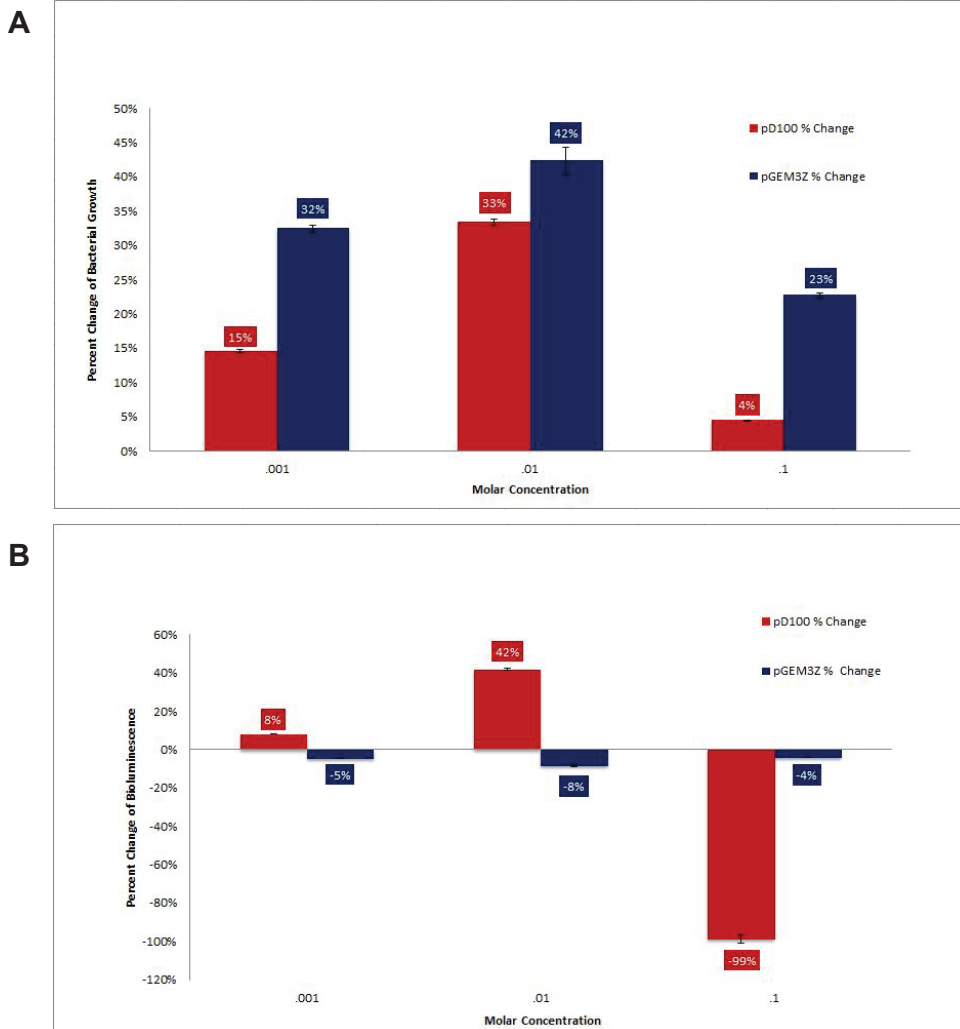 A
50%
45%
40%
35%
30%
25%
20%
15%
10%
5%
0%
Percent Change of Bacterial Growth
15%
32%
33%
42%
4%
23%
pD100 % Change
pGEM3Z % Change
.001 .01 .1
Molar Concentration
B
60%
40%
20%
0%
-20%
-40%
-60%
-80%
-100%
-120%
Percent Change of Bioluminescence
8%
-5%
42%
-8%
-99%
-4%
pD100 % Change
pGEM3Z % Change
.001 .01 .1
Molar Concentration